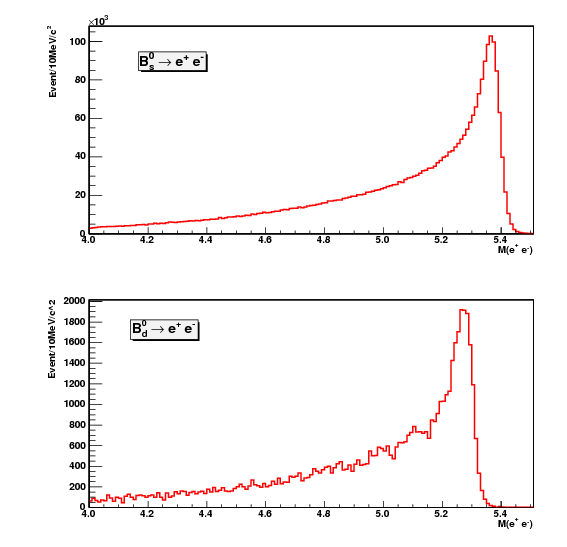 ×10³
Event/10MeV/c²
100
80
60
40
20
0
B⁰ₛ → e⁺ e⁻
4.0 4.2 4.4 4.6 4.8 5.0 5.2 5.4
M(e⁺ e⁻)
Event/10MeV/c^2
2000
1800
1600
1400
1200
1000
800
600
400
200
0
B⁰d → e⁺ e⁻
4.0 4.2 4.4 4.6 4.8 5.0 5.2 5.4
M(e⁺ e⁻)